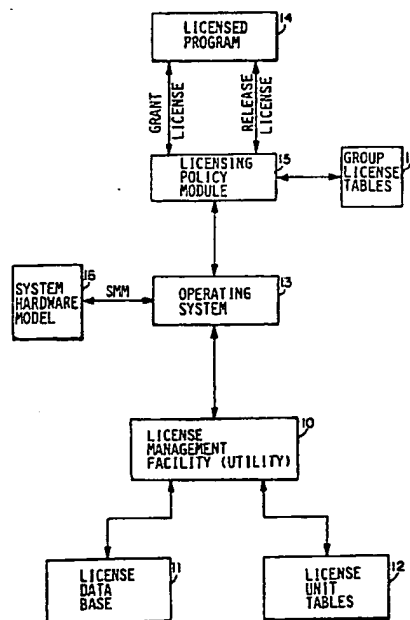 14
LICENSED
PROGRAM
GRANT
LICENSE
RELEASE
LICENSE
15
LICENSING
POLICY
MODULE
GROUP
LICENSE
TABLES
16
SYSTEM
HARDWARE
MODEL
SMM
13
OPERATING
SYSTEM
10
LICENSE
MANAGEMENT
FACILITY (UTILITY)
11
LICENSE
DATA
BASE
12
LICENSE
UNIT
TABLES